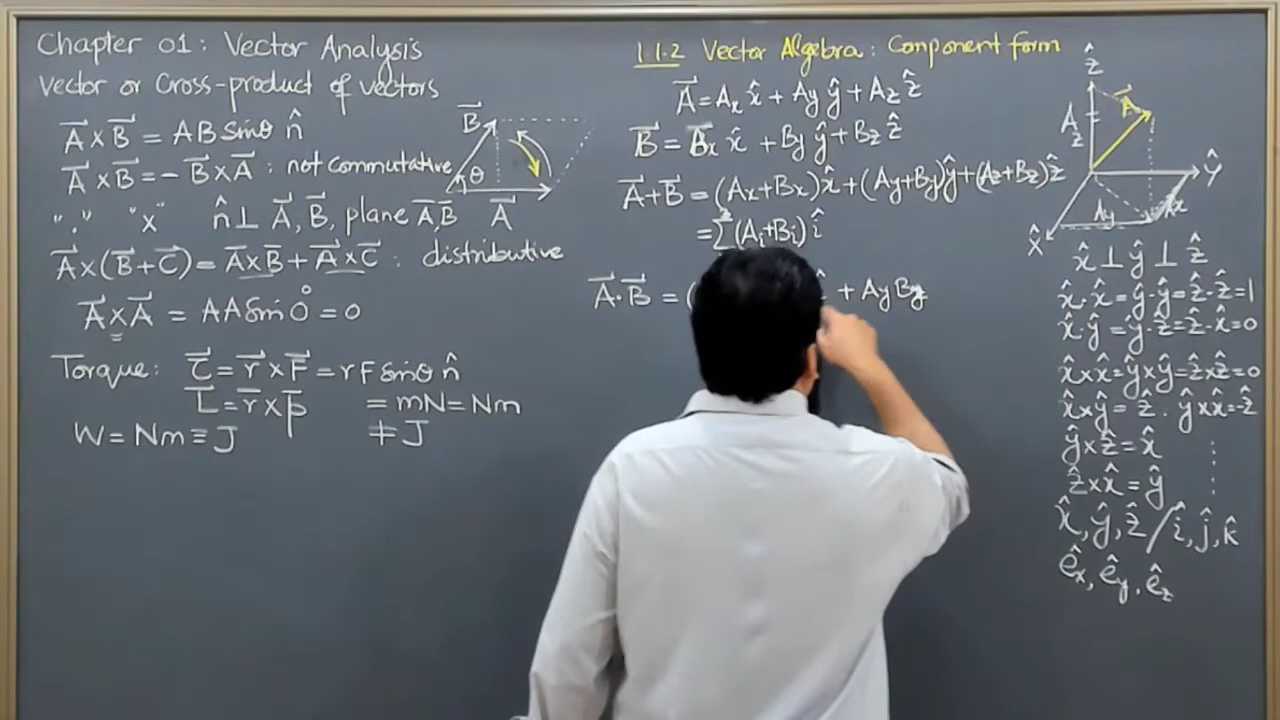 Chapter 01: Vector Analysis
Vector or Cross-product of vectors
A⃗ × B⃗ = AB Sinθ n̂
A⃗ × B⃗ = - B⃗ × A⃗ : not commutative
"." "x" n̂ ⊥ A⃗, B⃗, plane A⃗,B⃗
A⃗ × (B⃗ + C⃗) = A⃗×B⃗ + A⃗×C⃗ : distributive
A⃗ × A⃗ = AA Sin 0° = 0
Torque: τ⃗ = r⃗ × F⃗ = rF Sinθ n̂
L⃗ = r⃗ × p⃗ = mN = Nm
W = Nm ≡ J ≠ J
B⃗
θ
A⃗
1.1.2 Vector Algebra: Component form
A⃗ = Aₓ x̂ + Ay ŷ + Az ẑ
B⃗ = Bₓ x̂ + By ŷ + Bz ẑ
A⃗ + B⃗ = (Ax + Bx) x̂ + (Ay + By) ŷ + (Az + Bz) ẑ
= Σ (Ai + Bi) î
A⃗ · B⃗ = ( + Ay By
ẑ
A⃗
Az
ŷ
Ay
Ax
x̂
x̂ ⊥ ŷ ⊥ ẑ
x̂·x̂ = ŷ·ŷ = ẑ·ẑ = 1
x̂·ŷ = ŷ·ẑ = ẑ·x̂ = 0
x̂×x̂ = ŷ×ŷ = ẑ×ẑ = 0
x̂×ŷ = ẑ . ŷ×x̂ = -ẑ
ŷ×ẑ = x̂
ẑ×x̂ = ŷ
x̂, ŷ, ẑ / î, ĵ, k̂
êx, êy, êz